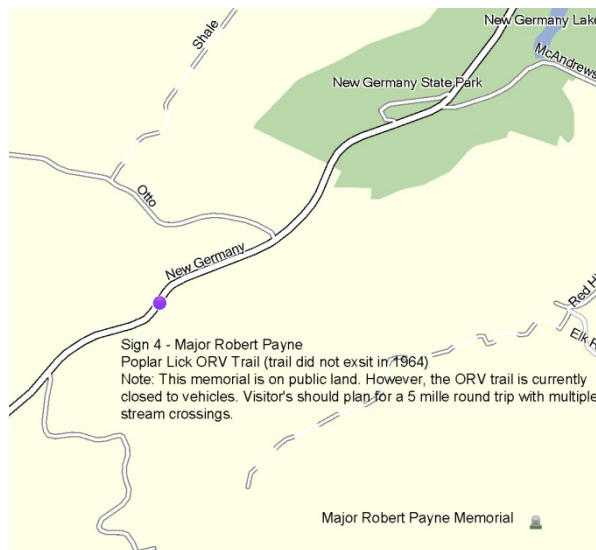 New Germany Lake
Shale
McAndrews
New Germany State Park
Otto
New Germany
Red Hi
Elk R
Sign 4 - Major Robert Payne
Poplar Lick ORV Trail (trail did not exsit in 1964)
Note: This memorial is on public land. However, the ORV trail is currently
closed to vehicles. Visitor's should plan for a 5 mille round trip with multiple
stream crossings.
Major Robert Payne Memorial